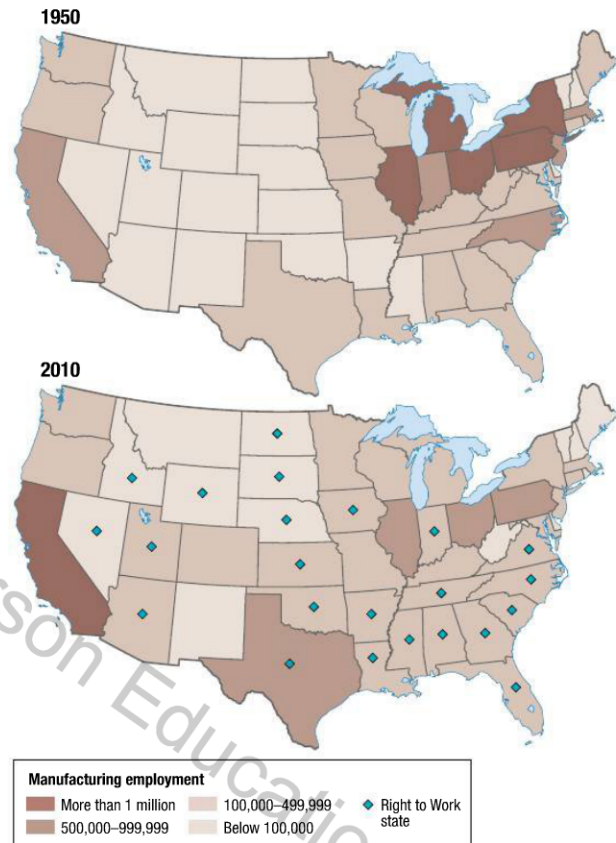 1950
2010
rson Education
Manufacturing employment
More than 1 million
500,000–999,999
100,000–499,999
Below 100,000
Right to Work
state